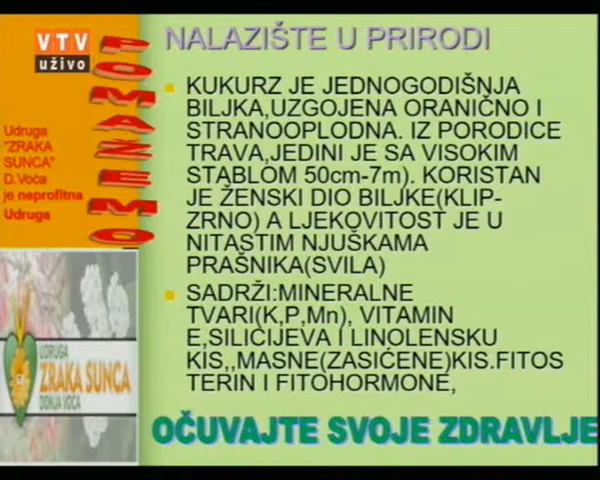 VTV
uživo
POMAŽEMO
Udruga
"ZRAKA
SUNCA"
D.Voća
je neprofitna
Udruga
UDRUGA
ZRAKA SUNCA
DONJA VOĆA
NALAZIŠTE U PRIRODI
KUKURZ JE JEDNOGODIŠNJA
BILJKA,UZGOJENA ORANIČNO I
STRANOOPLODNA. IZ PORODICE
TRAVA,JEDINI JE SA VISOKIM
STABLOM 50cm-7m). KORISTAN
JE ŽENSKI DIO BILJKE(KLIP-
ZRNO) A LJEKOVITOST JE U
NITASTIM NJUŠKAMA
PRAŠNIKA(SVILA)
SADRŽI:MINERALNE
TVARI(K,P,Mn), VITAMIN
E,SILICIJEVA I LINOLENSKU
KIS,,MASNE(ZASIĆENE)KIS.FITOS
TERIN I FITOHORMONE,
OČUVAJTE SVOJE ZDRAVLJE